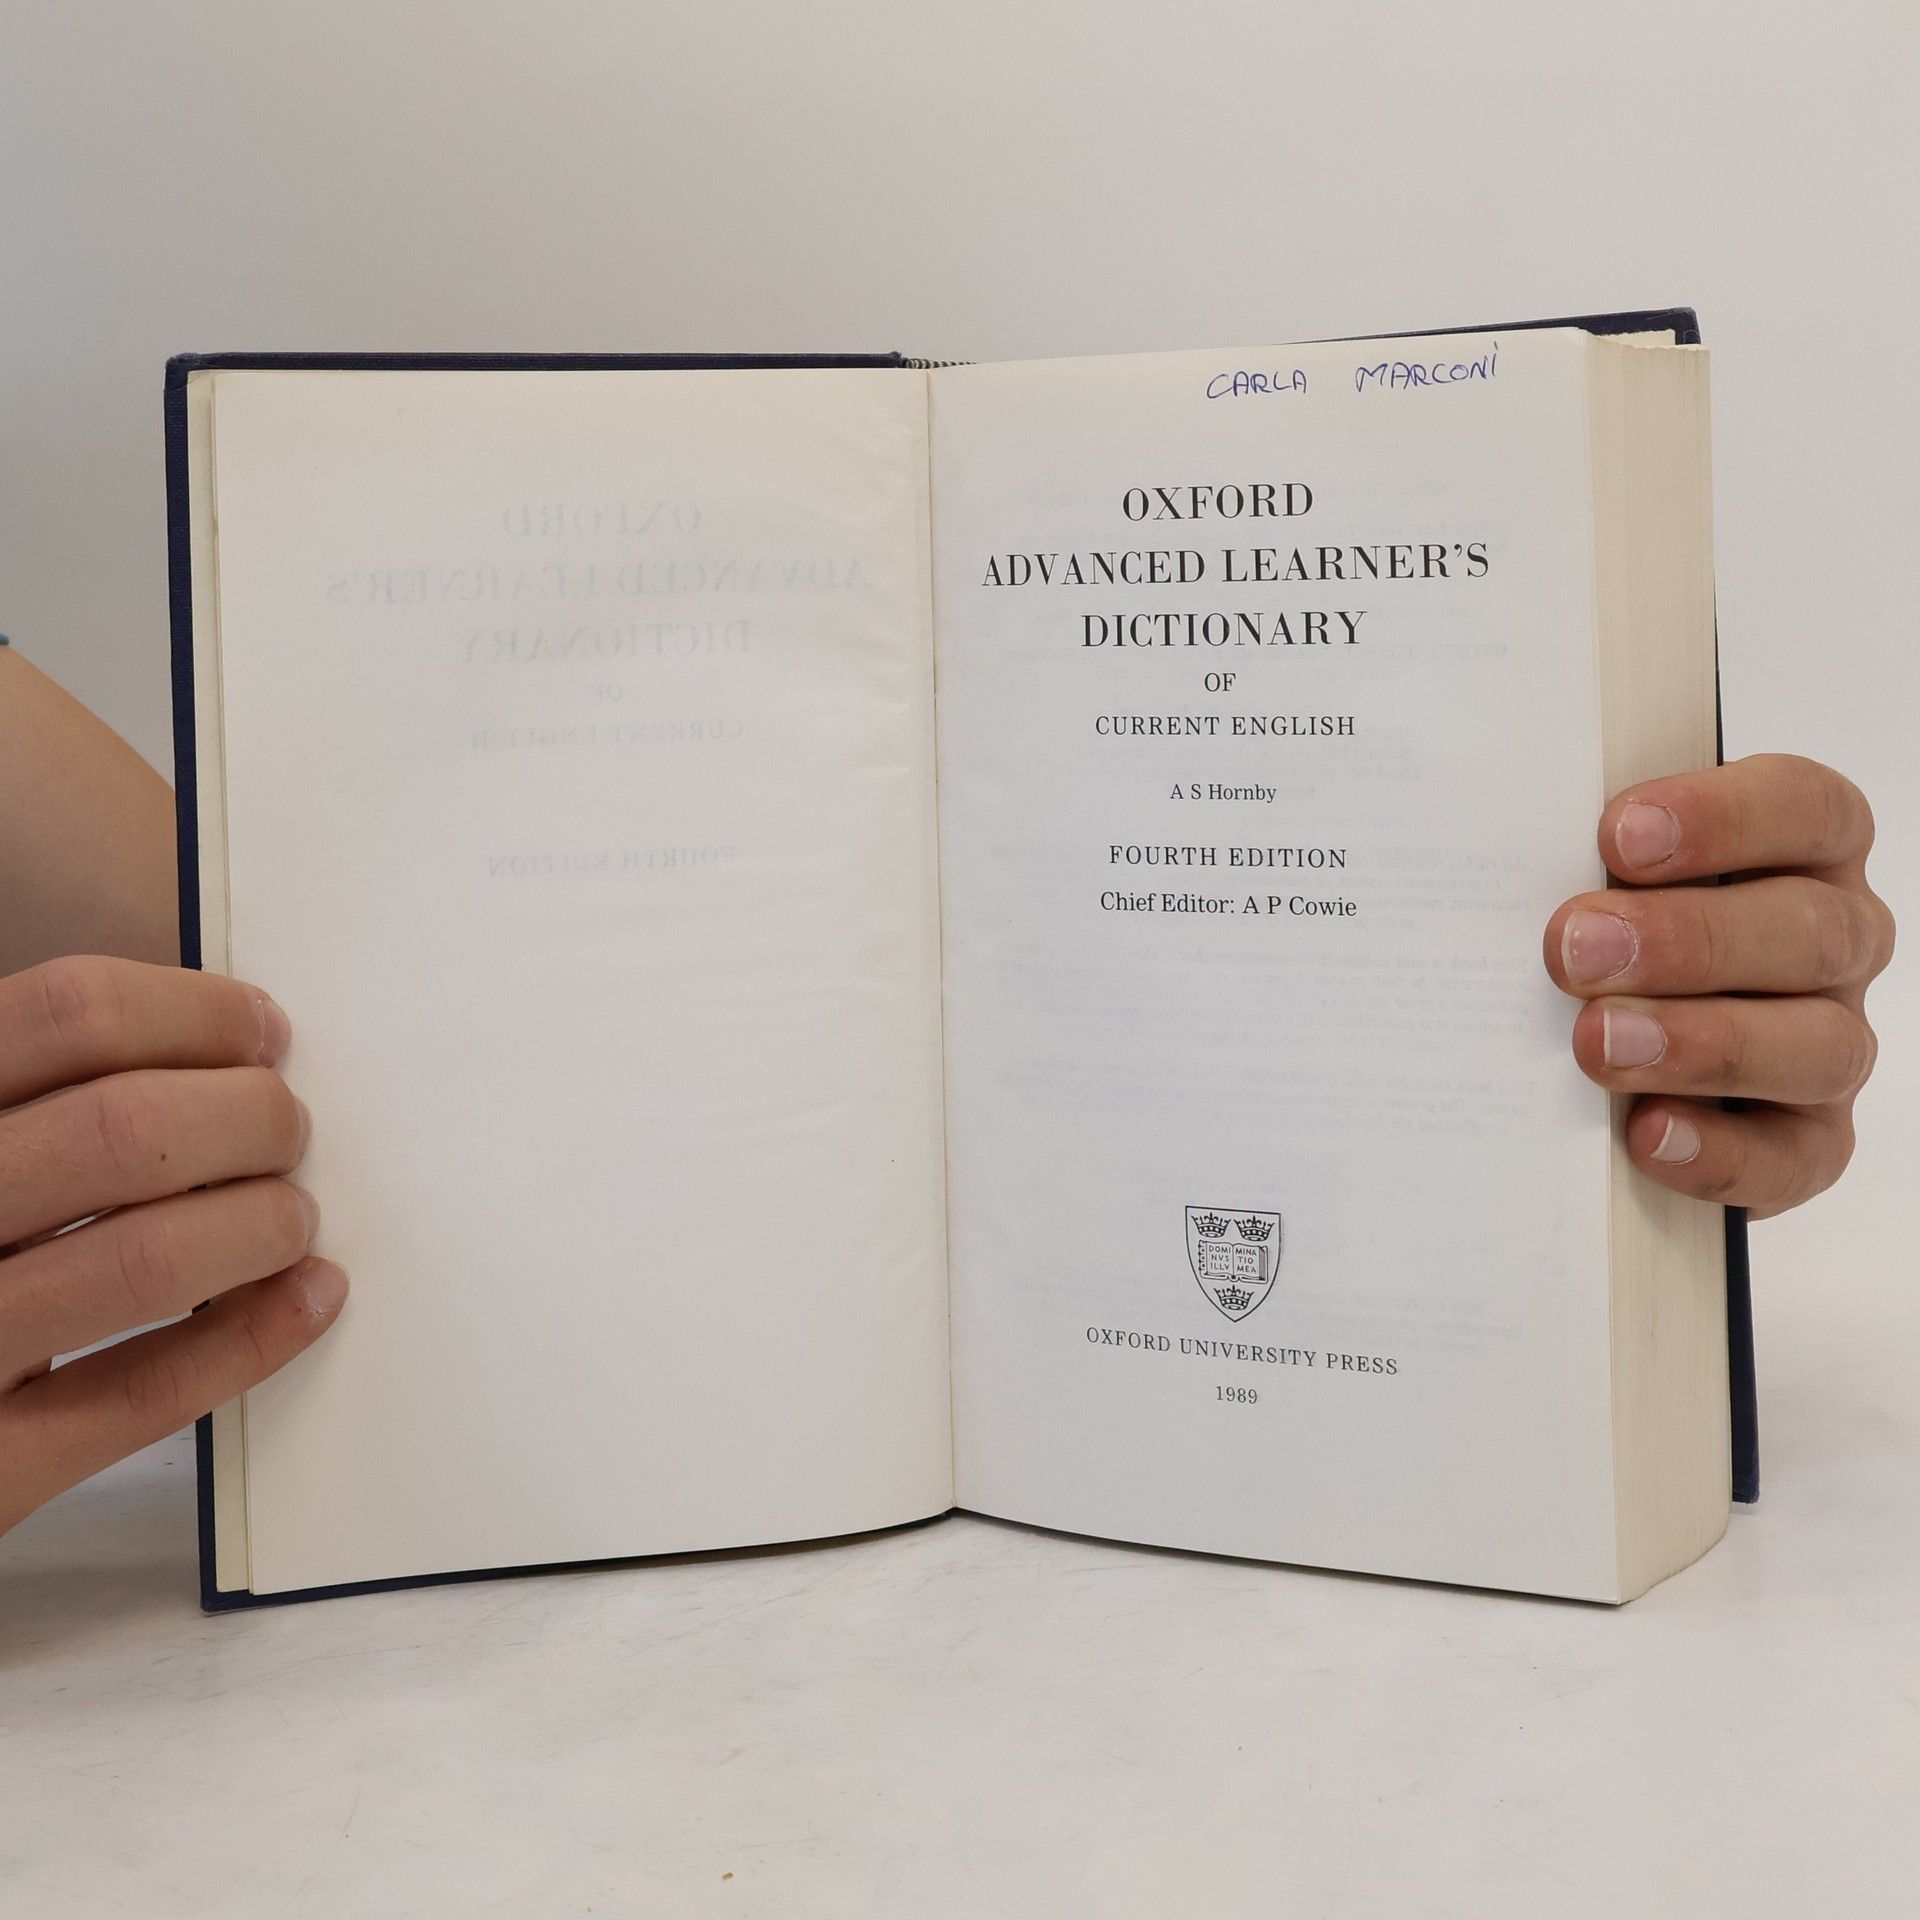 CARLA MARCONI
OXFORD
ADVANCED LEARNER'S
DICTIONARY
OF
CURRENT ENGLISH
A S Hornby
FOURTH EDITION
Chief Editor: A P Cowie
DOMI MINA
NVS TIO
ILLV MEA
OXFORD UNIVERSITY PRESS
1989